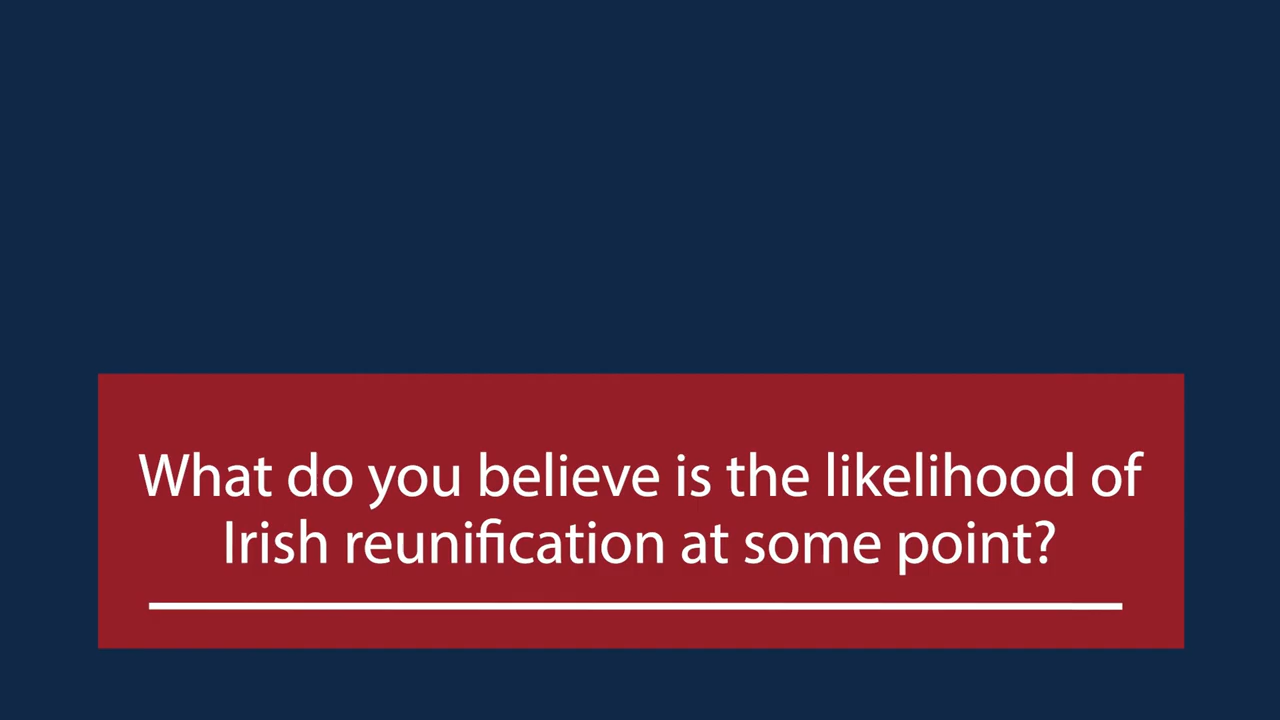 What do you believe is the likelihood of
Irish reunification at some point?